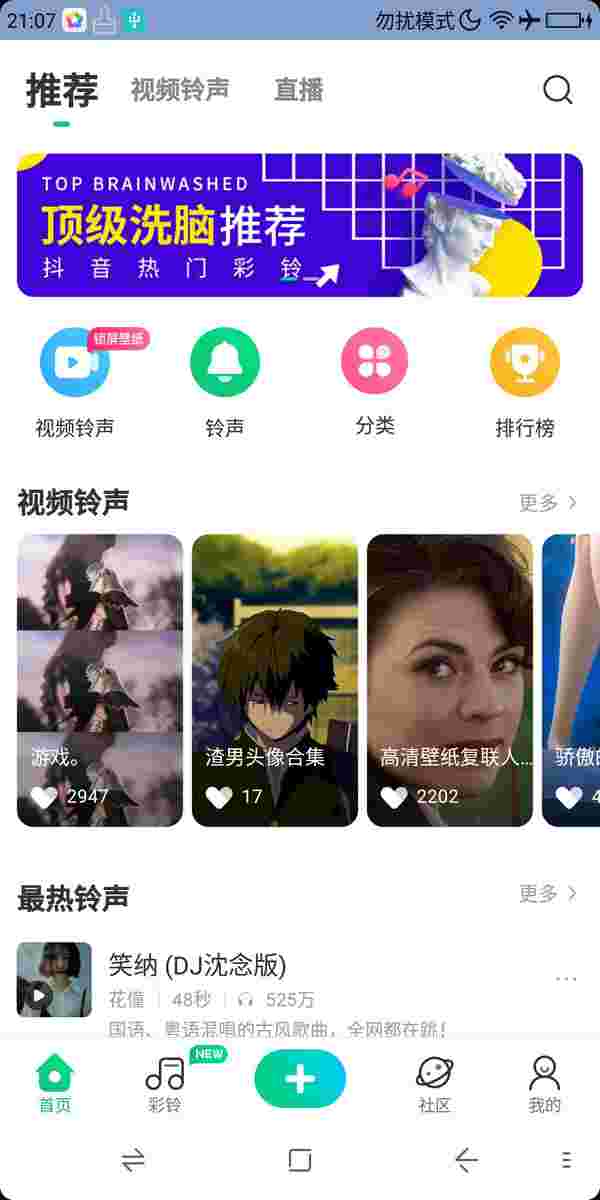 21:07 勿扰模式
推荐 视频铃声 直播
TOP BRAINWASHED
顶级洗脑推荐
抖音热门彩铃
锁屏壁纸
视频铃声 铃声 分类 排行榜
视频铃声 更多
游戏。 渣男头像合集 高清壁纸复联人... 骄傲的
2947 17 2202 4
最热铃声 更多
笑纳 (DJ沈念版)
花僮 48秒 525万
国语、粤语混唱的古风歌曲，全网都在跳！
NEW
首页 彩铃 社区 我的